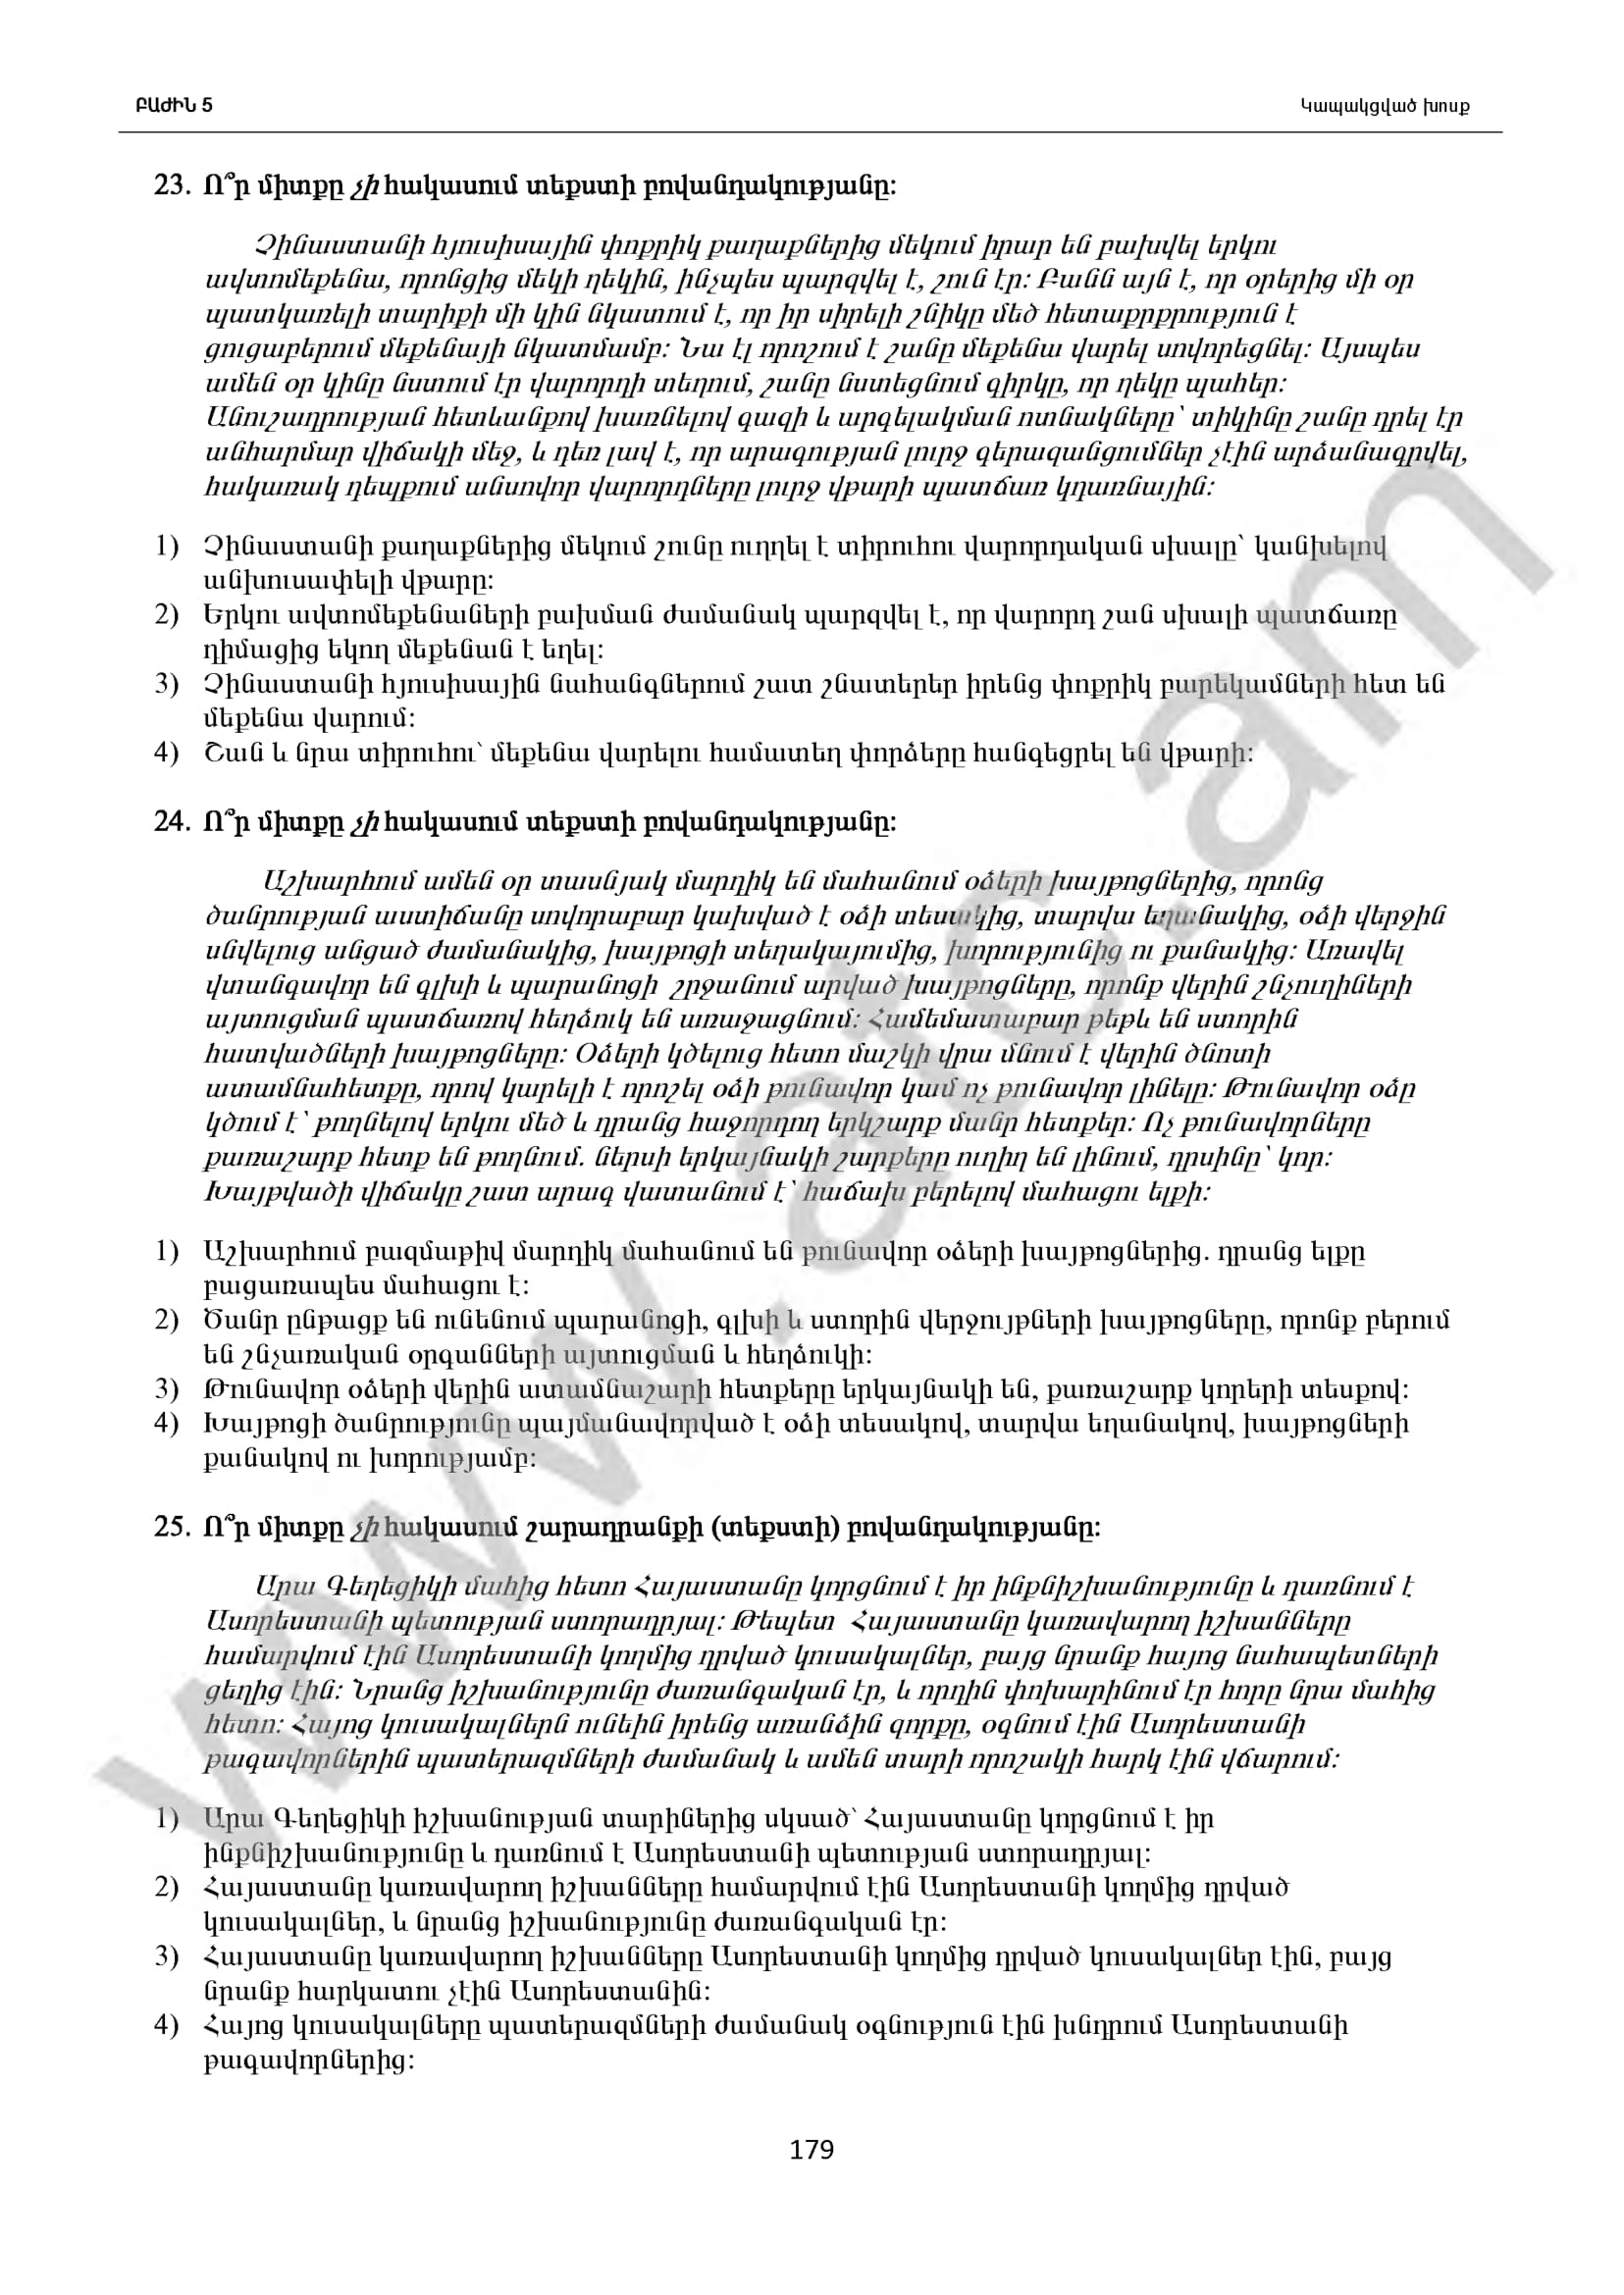 ԲԱԺԻՆ 5 Կապակցված խոսք
23. Ո՞ր միտքը չի հակասում տեքստի բովանդակությանը:
Չինաստանի հյուսիսային փոքրիկ քաղաքներից մեկում իրար են բախվել երկու
ավտոմեքենա, որոնցից մեկի ղեկին, ինչպես պարզվել է, շուն էր: Բանն այն է, որ օրերից մի օր
պատկառելի տարիքի մի կին նկատում է, որ իր սիրելի շնիկը մեծ հետաքրքրություն է
ցուցաբերում մեքենայի նկատմամբ: Նա էլ որոշում է շանը մեքենա վարել սովորեցնել: Այսպես
ամեն օր կինը նստում էր վարորդի տեղում, շանը նստեցնում գիրկը, որ ղեկը պահեր:
Անուշադրության հետևանքով խառնելով գազի և արգելակման ոտնակները՝ տիկինը շանը դրել էր
անհարմար վիճակի մեջ, և դեռ լավ է, որ արագության լուրջ գերազանցումներ չէին արձանագրվել,
հակառակ դեպքում անսովոր վարորդները լուրջ վթարի պատճառ կդառնային:
1) Չինաստանի քաղաքներից մեկում շունը ուղղել է տիրուհու վարորդական սխալը՝ կանխելով
անխուսափելի վթարը:
2) Երկու ավտոմեքենաների բախման ժամանակ պարզվել է, որ վարորդ շան սխալի պատճառը
դիմացից եկող մեքենան է եղել:
3) Չինաստանի հյուսիսային նահանգներում շատ շնատերեր իրենց փոքրիկ բարեկամների հետ են
մեքենա վարում:
4) Շան և նրա տիրուհու՝ մեքենա վարելու համատեղ փորձերը հանգեցրել են վթարի:
24. Ո՞ր միտքը չի հակասում տեքստի բովանդակությանը:
Աշխարհում ամեն օր տասնյակ մարդիկ են մահանում օձերի խայթոցներից, որոնց
ծանրության աստիճանը սովորաբար կախված է օձի տեսակից, տարվա եղանակից, օձի վերջին
սնվելուց անցած ժամանակից, խայթոցի տեղակայումից, խորությունից ու քանակից: Առավել
վտանգավոր են գլխի և պարանոցի շրջանում արված խայթոցները, որոնք վերին շնչուղիների
այտուցման պատճառով հեղձուկ են առաջացնում: Համեմատաբար թեթև են ստորին
հատվածների խայթոցները: Օձերի կծելուց հետո մաշկի վրա մնում է վերին ծնոտի
ատամնահետքը, որով կարելի է որոշել օձի թունավոր կամ ոչ թունավոր լինելը: Թունավոր օձը
կծում է՝ թողնելով երկու մեծ և դրանց հաջորդող երկշարք մանր հետքեր: Ոչ թունավորները
քառաշարք հետք են թողնում. ներսի երկայնակի շարքերը ուղիղ են լինում, դրսինը՝ կոր:
Խայթվածի վիճակը շատ արագ վատանում է՝ հաճախ բերելով մահացու ելքի:
1) Աշխարհում բազմաթիվ մարդիկ մահանում են թունավոր օձերի խայթոցներից. դրանց ելքը
բացառապես մահացու է:
2) Ծանր ընթացք են ունենում պարանոցի, գլխի և ստորին վերջույթների խայթոցները, որոնք բերում
են շնչառական օրգանների այտուցման և հեղձուկի:
3) Թունավոր օձերի վերին ատամնաշարի հետքերը երկայնակի են, քառաշարք կորերի տեսքով:
4) Խայթոցի ծանրությունը պայմանավորված է օձի տեսակով, տարվա եղանակով, խայթոցների
քանակով ու խորությամբ:
25. Ո՞ր միտքը չի հակասում շարադրանքի (տեքստի) բովանդակությանը:
Արա Գեղեցիկի մահից հետո Հայաստանը կորցնում է իր ինքնիշխանությունը և դառնում է
Ասորեստանի պետության ստորադրյալ: Թեպետ Հայաստանը կառավարող իշխանները
համարվում էին Ասորեստանի կողմից դրված կուսակալներ, բայց նրանք հայոց նահապետների
ցեղից էին: Նրանց իշխանությունը ժառանգական էր, և որդին փոխարինում էր հորը նրա մահից
հետո: Հայոց կուսակալներն ունեին իրենց առանձին զորքը, օգնում էին Ասորեստանի
թագավորներին պատերազմների ժամանակ և ամեն տարի որոշակի հարկ էին վճարում:
1) Արա Գեղեցիկի իշխանության տարիներից սկսած՝ Հայաստանը կորցնում է իր
ինքնիշխանությունը և դառնում է Ասորեստանի պետության ստորադրյալ:
2) Հայաստանը կառավարող իշխանները համարվում էին Ասորեստանի կողմից դրված
կուսակալներ, և նրանց իշխանությունը ժառանգական էր:
3) Հայաստանը կառավարող իշխանները Ասորեստանի կողմից դրված կուսակալներ էին, բայց
նրանք հարկատու չէին Ասորեստանին:
4) Հայոց կուսակալները պատերազմների ժամանակ օգնություն էին խնդրում Ասորեստանի
թագավորներից:
179
www.atc.am